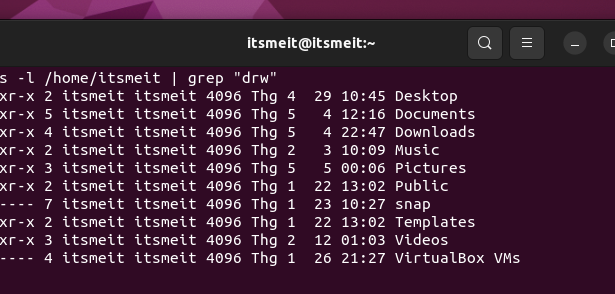 itsmeit@itsmeit:~
s -l /home/itsmeit | grep "drw"
xr-x 2 itsmeit itsmeit 4096 Thg 4  29 10:45 Desktop
xr-x 5 itsmeit itsmeit 4096 Thg 5   4 12:16 Documents
xr-x 4 itsmeit itsmeit 4096 Thg 5   4 22:47 Downloads
xr-x 2 itsmeit itsmeit 4096 Thg 2   3 10:09 Music
xr-x 3 itsmeit itsmeit 4096 Thg 5   5 00:06 Pictures
xr-x 2 itsmeit itsmeit 4096 Thg 1  22 13:02 Public
---- 7 itsmeit itsmeit 4096 Thg 1  23 10:27 snap
xr-x 2 itsmeit itsmeit 4096 Thg 1  22 13:02 Templates
xr-x 3 itsmeit itsmeit 4096 Thg 2  12 01:03 Videos
---- 4 itsmeit itsmeit 4096 Thg 1  26 21:27 VirtualBox VMs